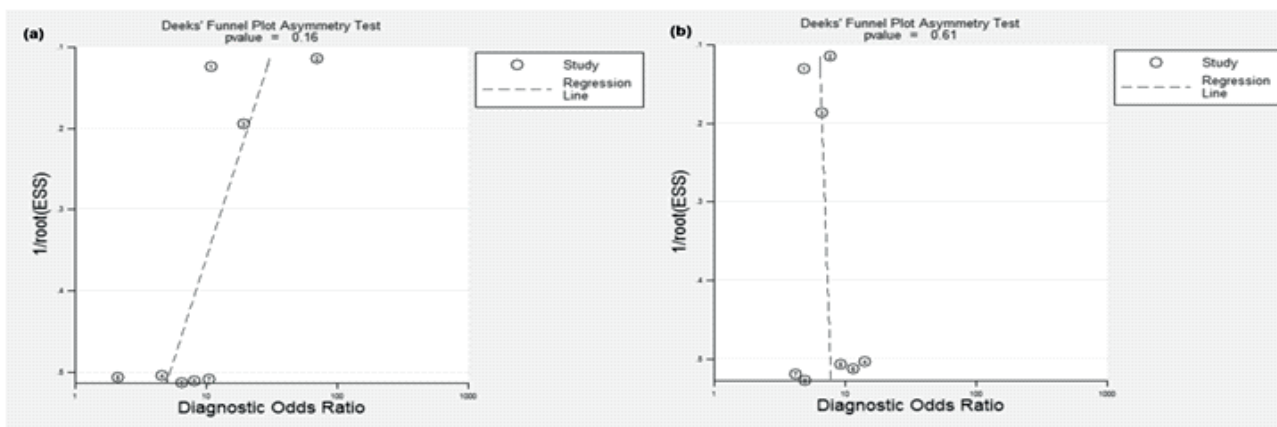 (a)
Deeks' Funnel Plot Asymmetry Test
pvalue = 0.16
.1
.2
.3
.4
.5
1/root(ESS)
1
10
100
1000
Diagnostic Odds Ratio
Study
Regression
Line
(b)
Deeks' Funnel Plot Asymmetry Test
pvalue = 0.61
.1
.2
.3
.4
.5
1/root(ESS)
1
10
100
1000
Diagnostic Odds Ratio
Study
Regression
Line